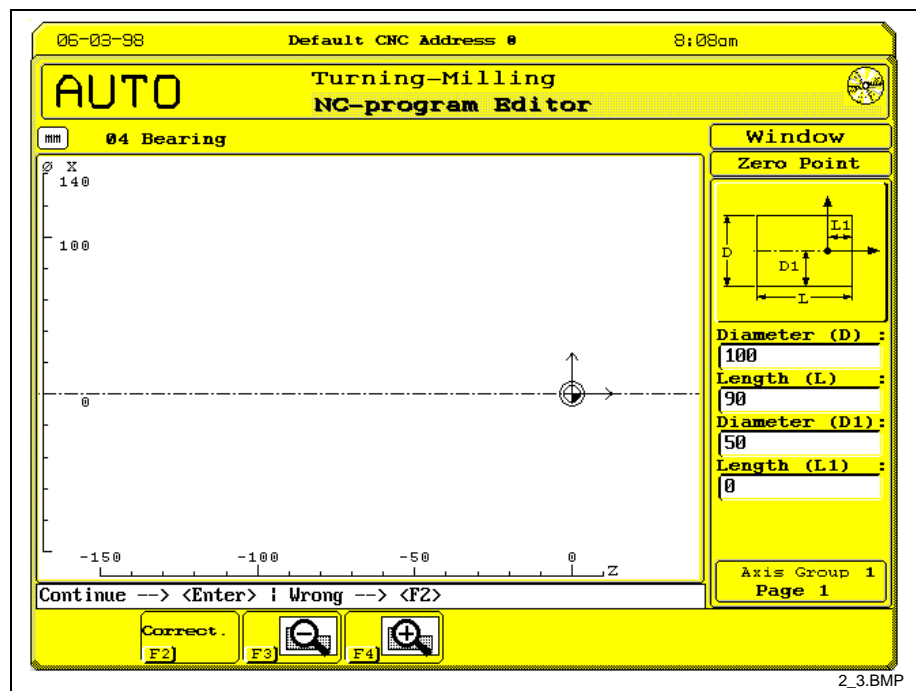 06-03-98 Default CNC Address 0 8:08am
AUTO
Turning-Milling
NC-program Editor
mm 04 Bearing
Window
Zero Point
Ø X
140
100
0
-150 -100 -50 0 Z
L1
D
D1
L
Diameter (D) :
100
Length (L) :
90
Diameter (D1):
50
Length (L1) :
0
Axis Group 1
Page 1
Continue --> <Enter> ¦ Wrong --> <F2>
Correct.
F2 F3 F4
2_3.BMP